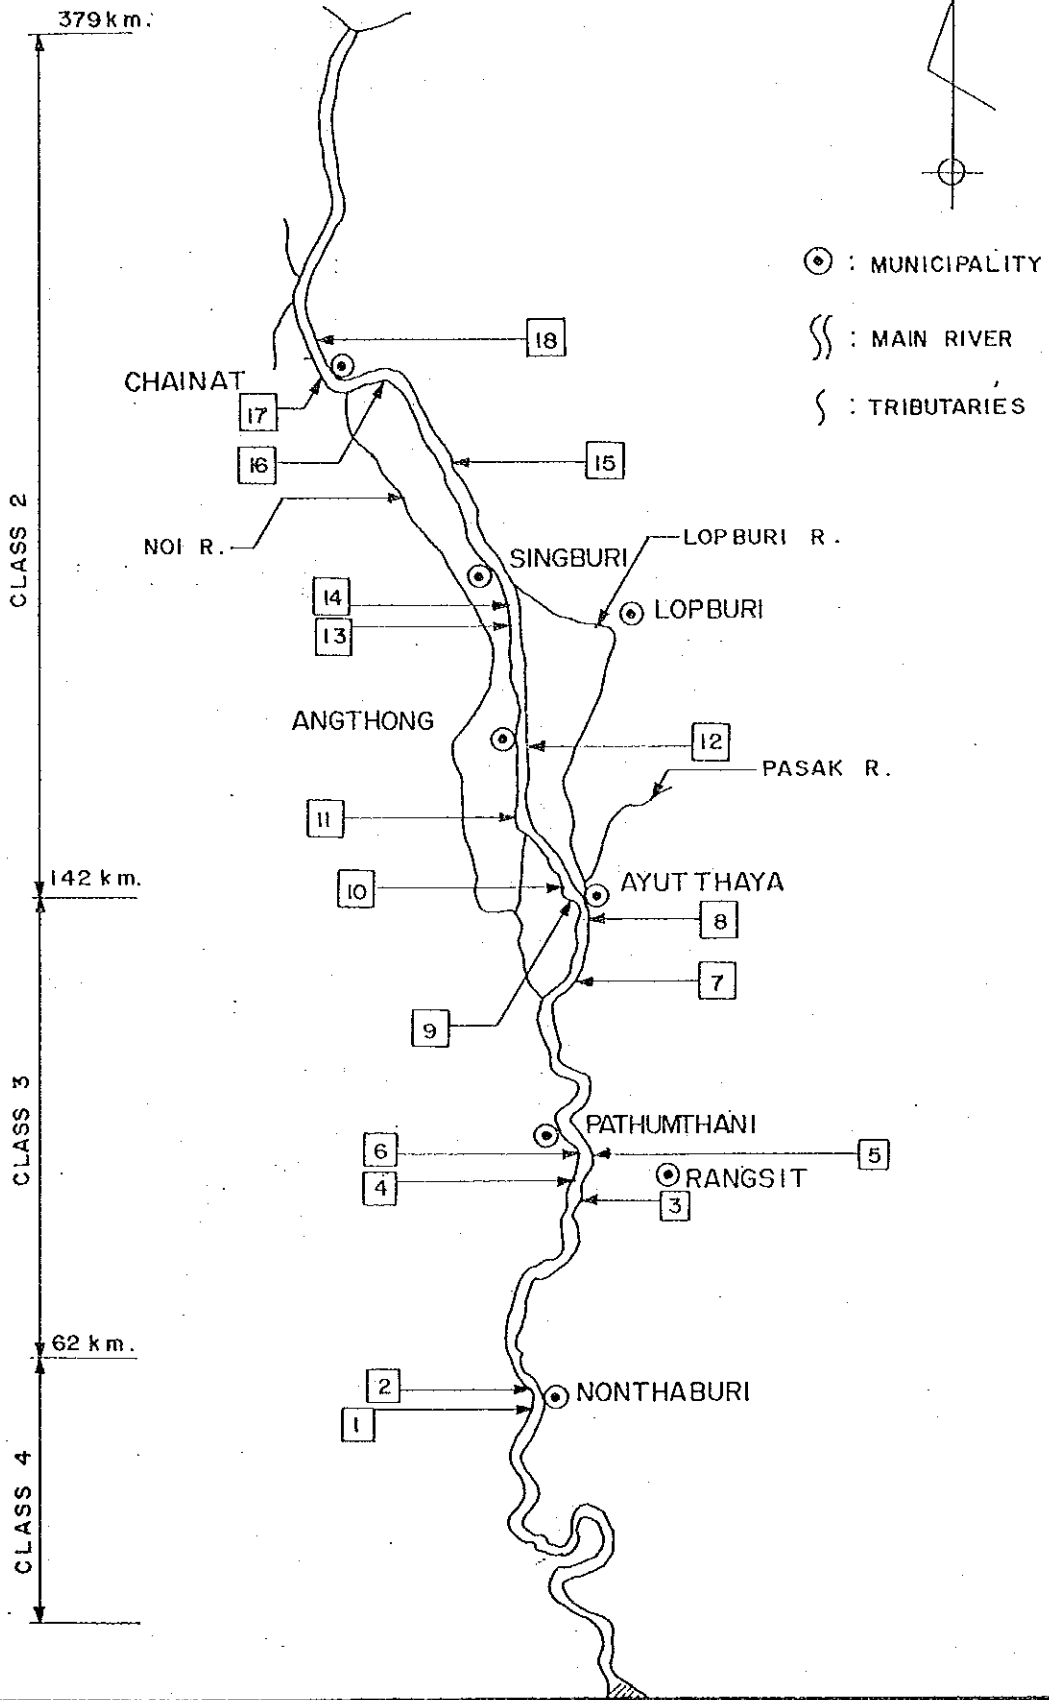 379 km.
⦿ : MUNICIPALITY
: MAIN RIVER
: TRIBUTARIES
18
CHAINAT
17
16
15
CLASS 2
NOI R.
LOPBURI R.
SINGBURI
14
LOPBURI
13
ANGTHONG
12
PASAK R.
11
142 km.
10
AYUTTHAYA
8
7
9
CLASS 3
PATHUMTHANI
6
5
4
RANGSIT
3
62 km.
2
NONTHABURI
1
CLASS 4